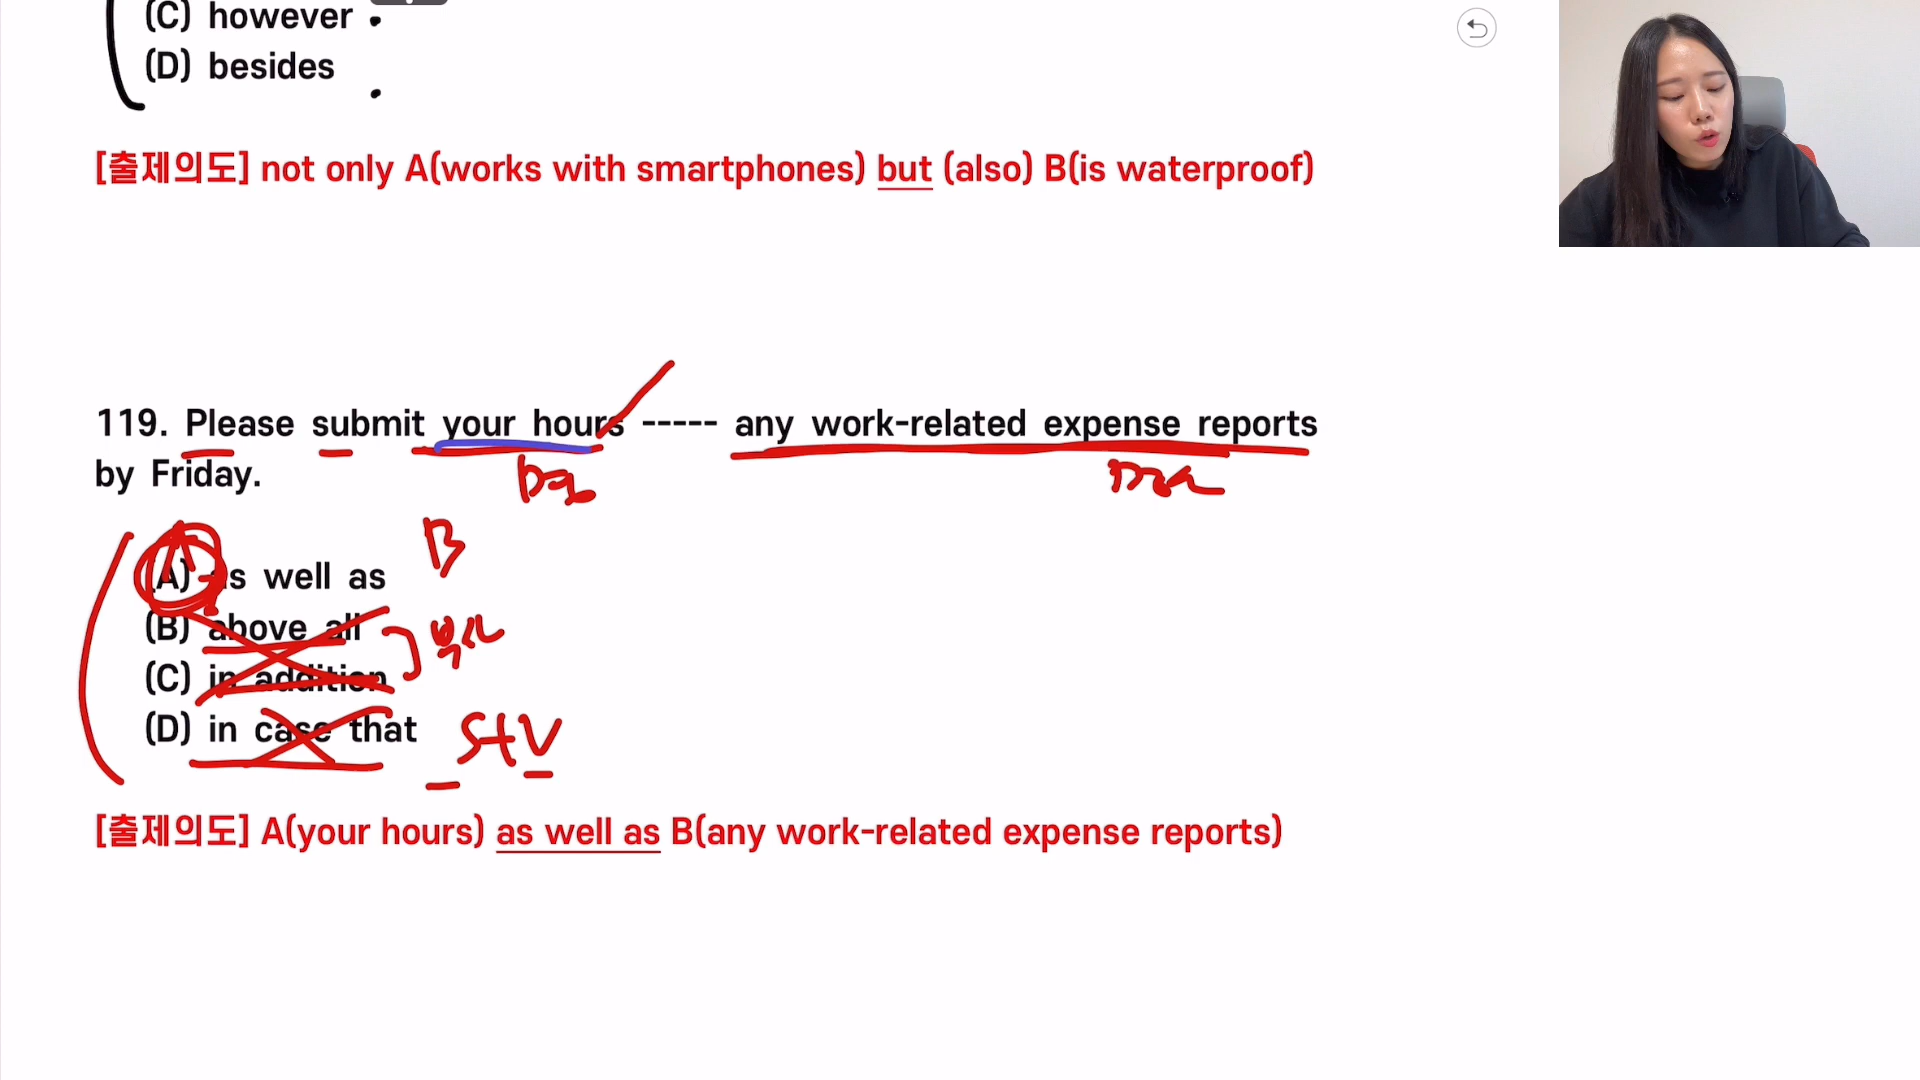 (C) however
(D) besides
[출제의도] not only A(works with smartphones) but (also) B(is waterproof)
119. Please submit your hours ----- any work-related expense reports
by Friday.
B
(A) as well as
(B) above all
(C) in addition
(D) in case that
S+V
[출제의도] A(your hours) as well as B(any work-related expense reports)